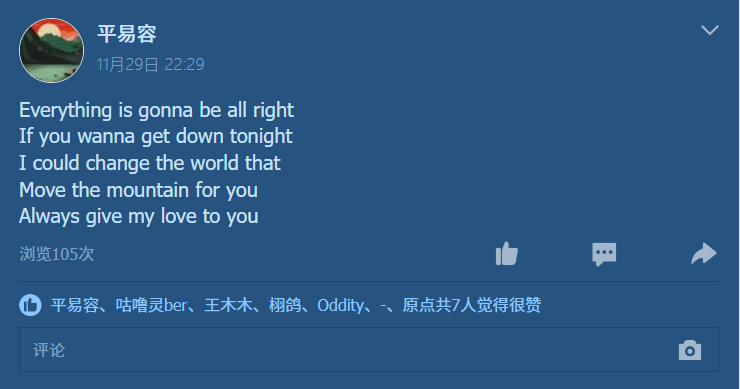 平易容
11月29日 22:29
Everything is gonna be all right
If you wanna get down tonight
I could change the world that
Move the mountain for you
Always give my love to you
浏览105次
平易容、咕噜灵ber、王木木、栩鸽、Oddity、-、原点共7人觉得很赞
评论